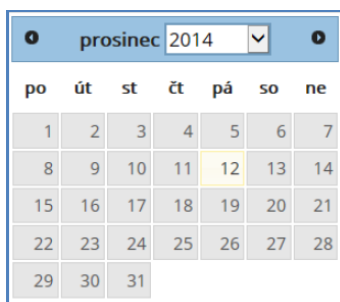 prosinec 2014
po út st čt pá so ne
1 2 3 4 5 6 7
8 9 10 11 12 13 14
15 16 17 18 19 20 21
22 23 24 25 26 27 28
29 30 31